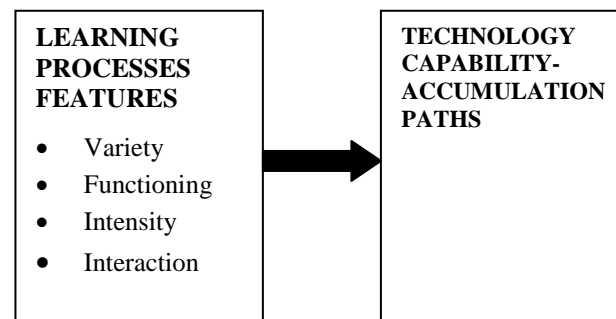 LEARNING
PROCESSES
FEATURES
• Variety
• Functioning
• Intensity
• Interaction
TECHNOLOGY
CAPABILITY-
ACCUMULATION
PATHS